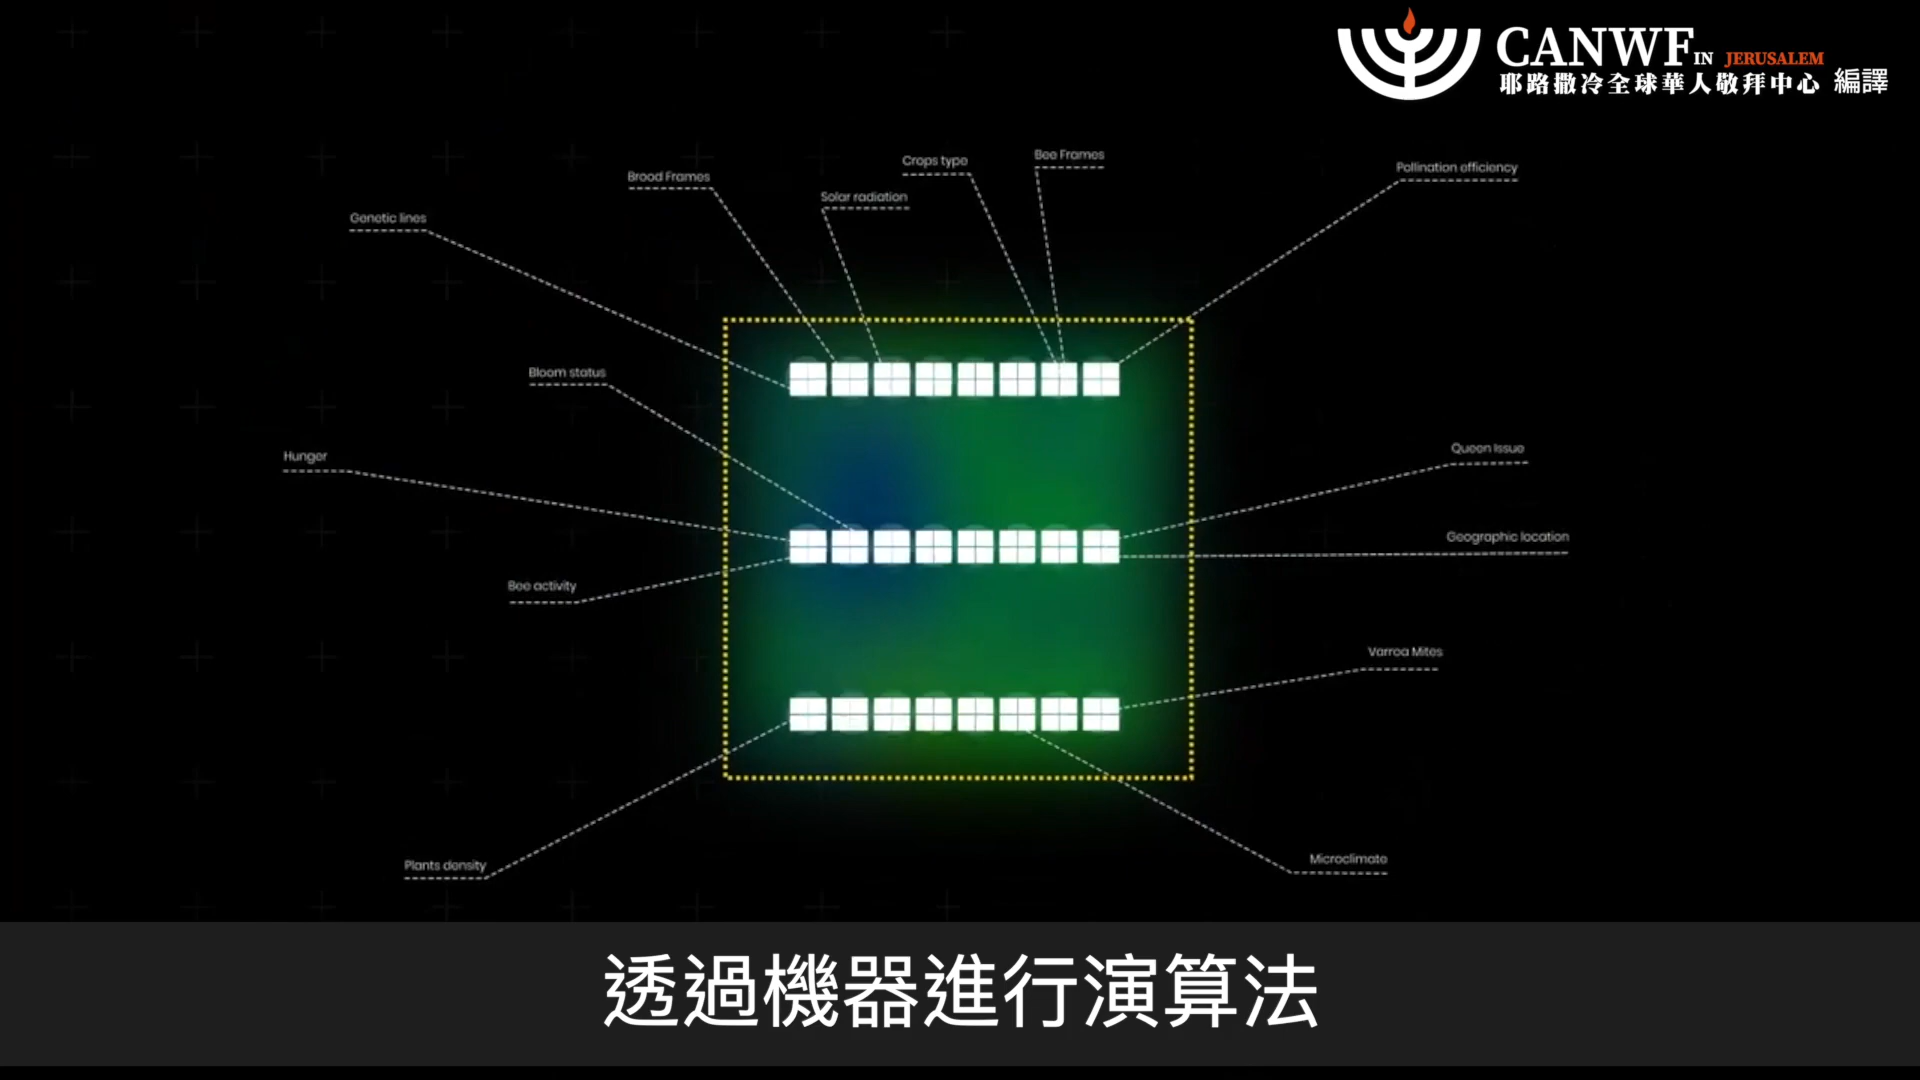 CANWF IN JERUSALEM
耶路撒冷全球華人敬拜中心 編譯
Bee Frames
Crops type
Pollination efficiency
Brood Frames
Solar radiation
Genetic lines
Bloom status
Queen Issue
Hunger
Geographic location
Bee activity
Varroa Mites
Microclimate
Plants density
透過機器進行演算法